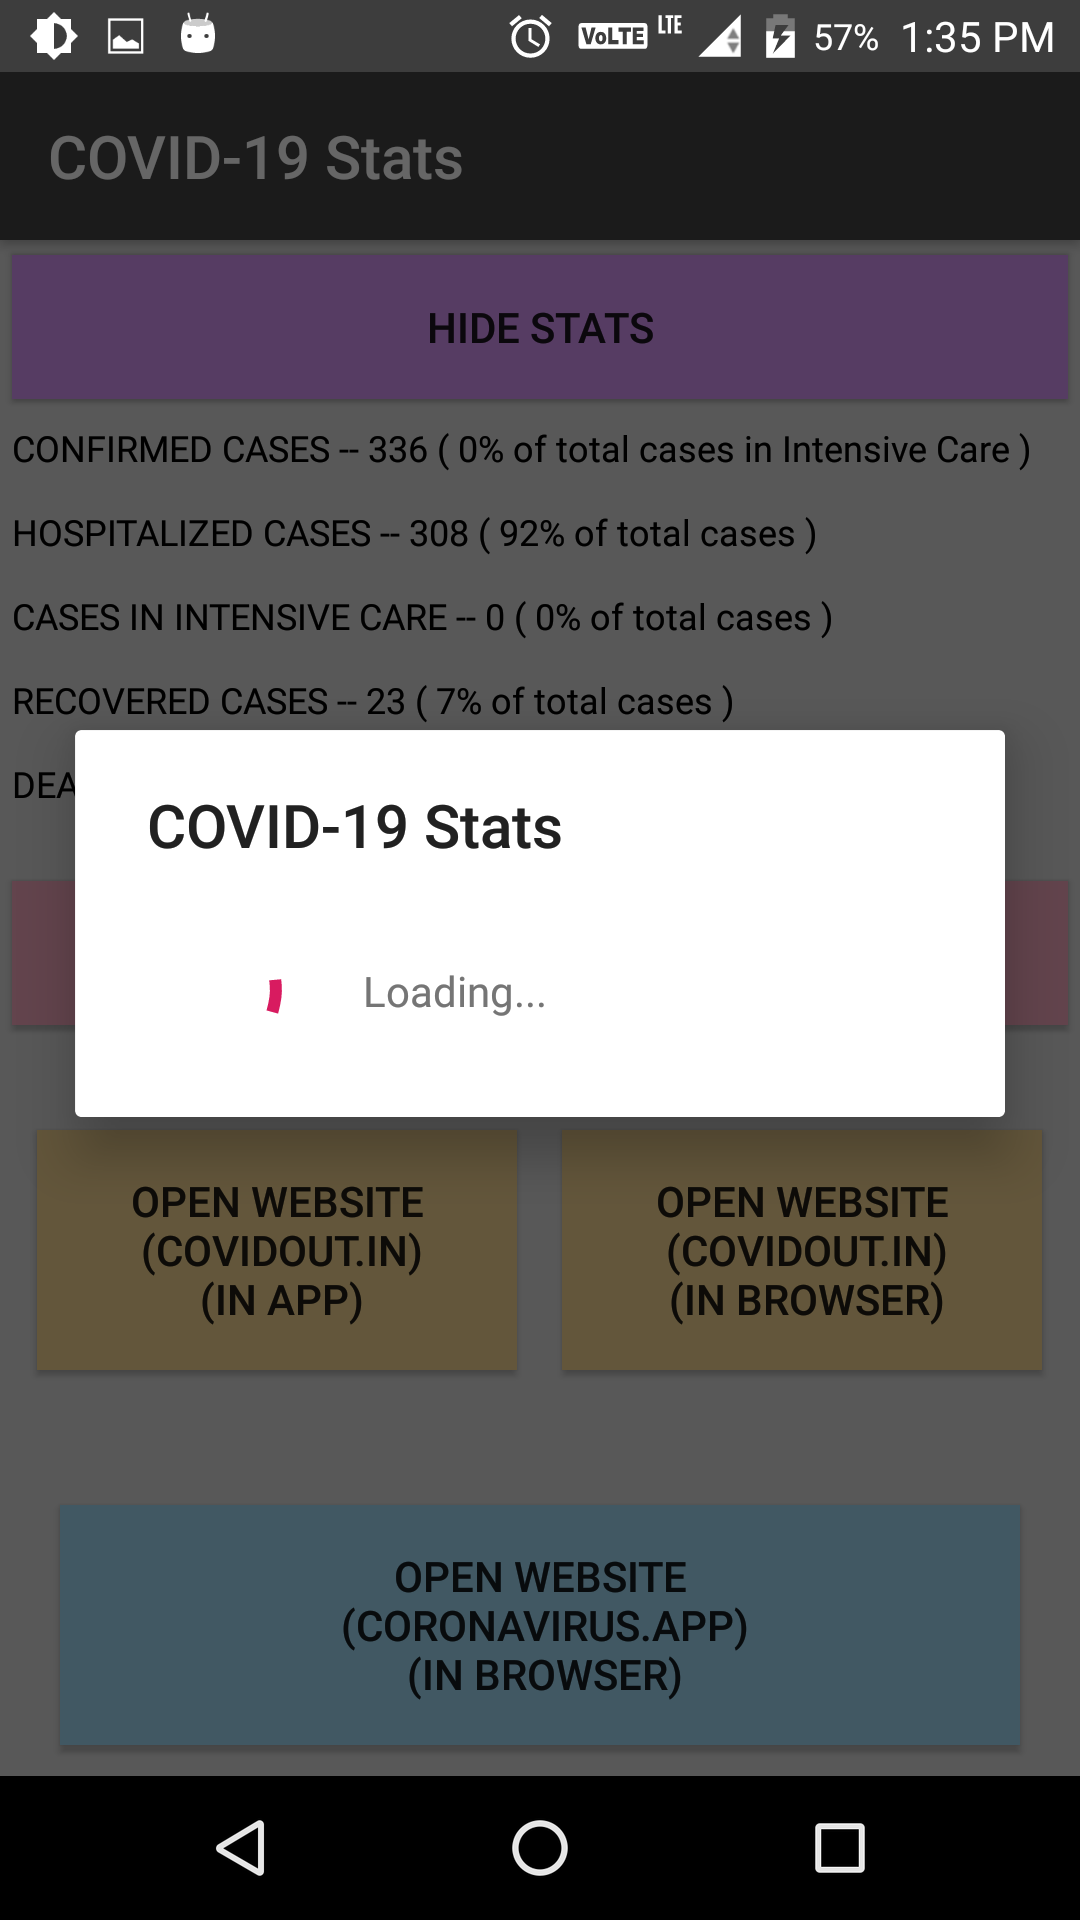 VoLTE LTE 57% 1:35 PM
COVID-19 Stats
HIDE STATS
CONFIRMED CASES -- 336 ( 0% of total cases in Intensive Care )
HOSPITALIZED CASES -- 308 ( 92% of total cases )
CASES IN INTENSIVE CARE -- 0 ( 0% of total cases )
RECOVERED CASES -- 23 ( 7% of total cases )
COVID-19 Stats
Loading...
OPEN WEBSITE
(COVIDOUT.IN)
(IN APP)
OPEN WEBSITE
(COVIDOUT.IN)
(IN BROWSER)
OPEN WEBSITE
(CORONAVIRUS.APP)
(IN BROWSER)